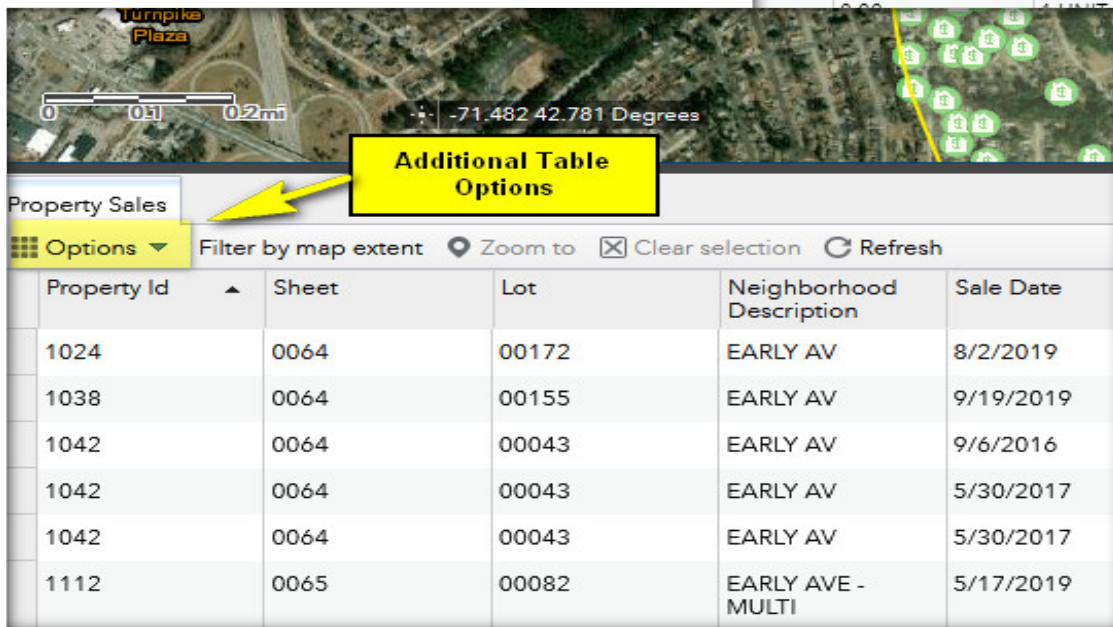 Turnpike
Plaza
0 0.1 0.2mi
-71.482 42.781 Degrees
Additional Table
Options
Property Sales
Options Filter by map extent Zoom to Clear selection Refresh
Property Id Sheet Lot Neighborhood Description Sale Date
1024 0064 00172 EARLY AV 8/2/2019
1038 0064 00155 EARLY AV 9/19/2019
1042 0064 00043 EARLY AV 9/6/2016
1042 0064 00043 EARLY AV 5/30/2017
1042 0064 00043 EARLY AV 5/30/2017
1112 0065 00082 EARLY AVE - MULTI 5/17/2019